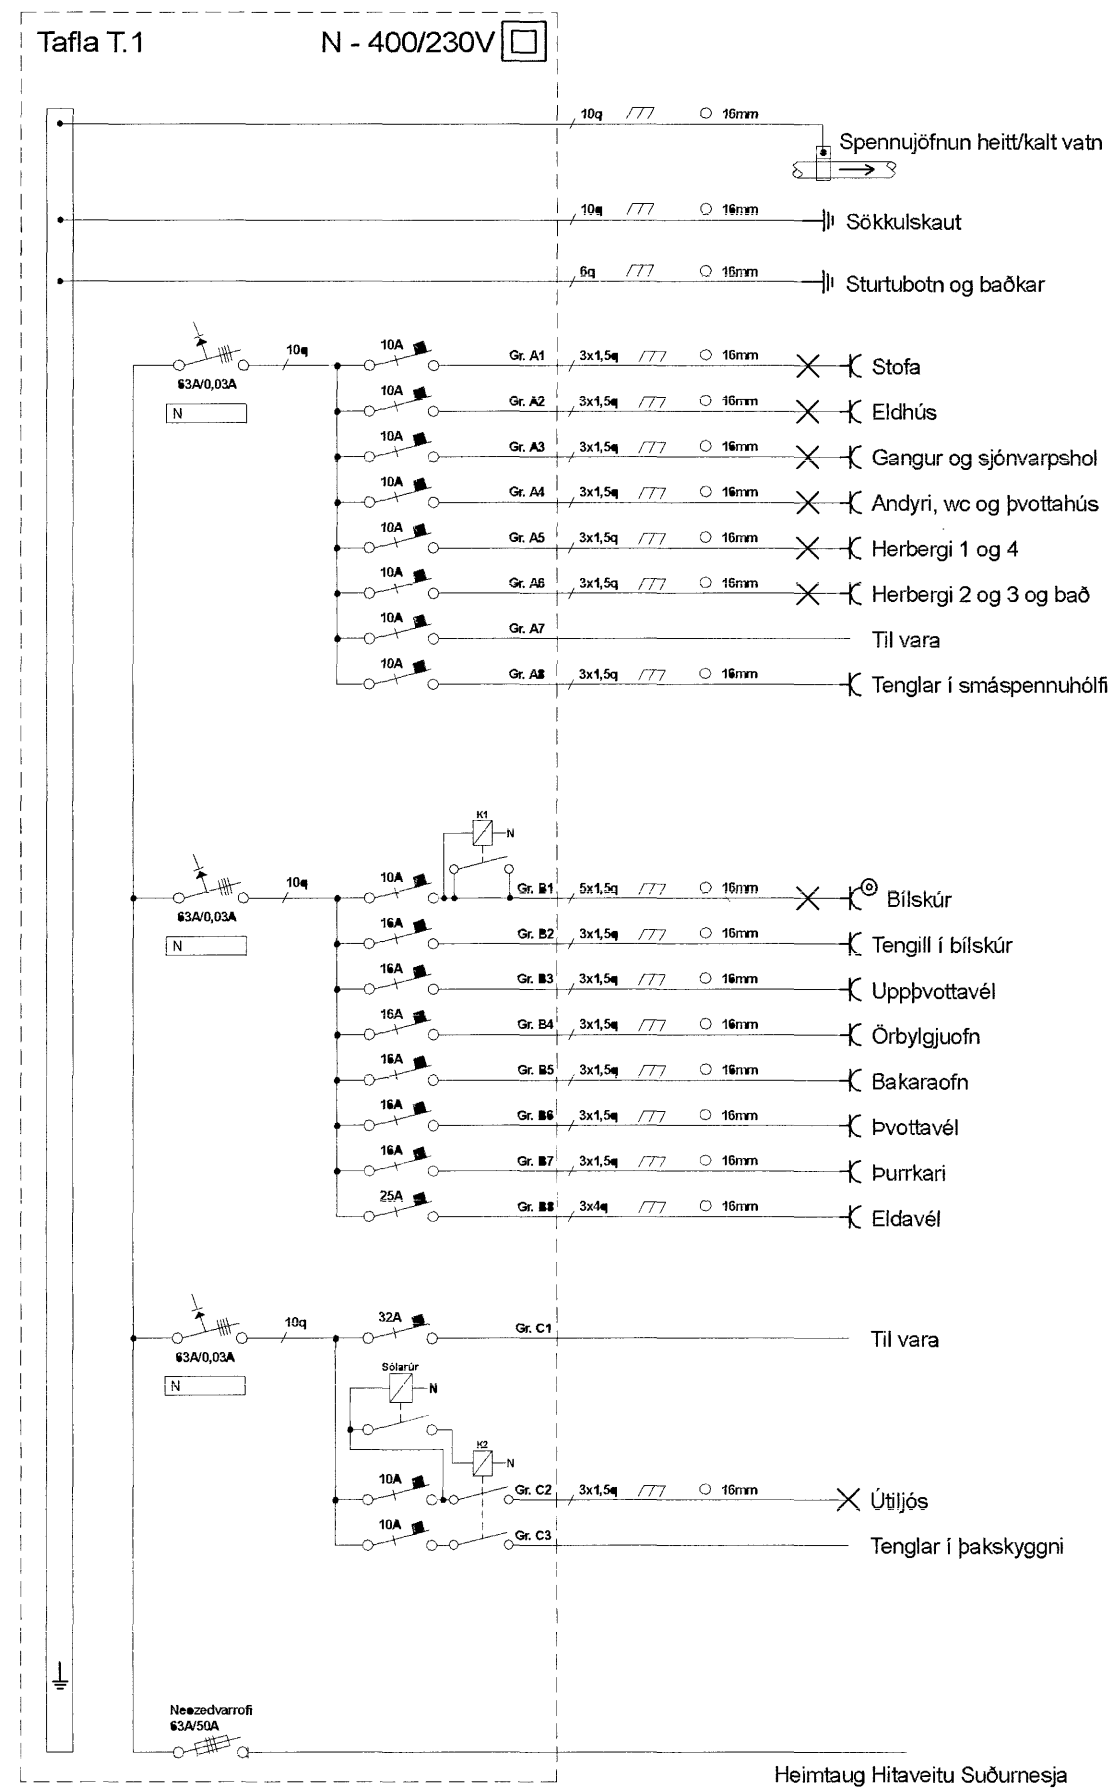 Tafla T.1 N - 400/230V
10q 16mm
Spennujöfnun heitt/kalt vatn
10q 16mm Sökkulskaut
6q 16mm Sturtubotn og baðkar
10q 10A Gr. A1 3x1,5q 16mm Stofa
63A/0,03A
N
10A Gr. A2 3x1,5q 16mm Eldhús
10A Gr. A3 3x1,5q 16mm Gangur og sjónvarpshol
10A Gr. A4 3x1,5q 16mm Andyri, wc og þvottahús
10A Gr. A5 3x1,5q 16mm Herbergi 1 og 4
10A Gr. A6 3x1,5q 16mm Herbergi 2 og 3 og bað
10A Gr. A7 Til vara
10A Gr. A8 3x1,5q 16mm Tenglar í smáspennuhólfi
K1
N
10q 10A Gr. B1 5x1,5q 16mm Bílskúr
63A/0,03A
N
16A Gr. B2 3x1,5q 16mm Tengill í bílskúr
16A Gr. B3 3x1,5q 16mm Uppþvottavél
16A Gr. B4 3x1,5q 16mm Örbylgjuofn
16A Gr. B5 3x1,5q 16mm Bakaraofn
16A Gr. B6 3x1,5q 16mm Þvottavél
16A Gr. B7 3x1,5q 16mm Þurrkari
25A Gr. B8 3x4q 16mm Eldavél
10q 32A Gr. C1 Til vara
63A/0,03A
N
Sólarúr
N
K2
N
10A Gr. C2 3x1,5q 16mm Útiljós
10A Gr. C3 Tenglar í þakskyggni
Neozedvarrofi
63A/50A
Heimtaug Hitaveitu Suðurnesja